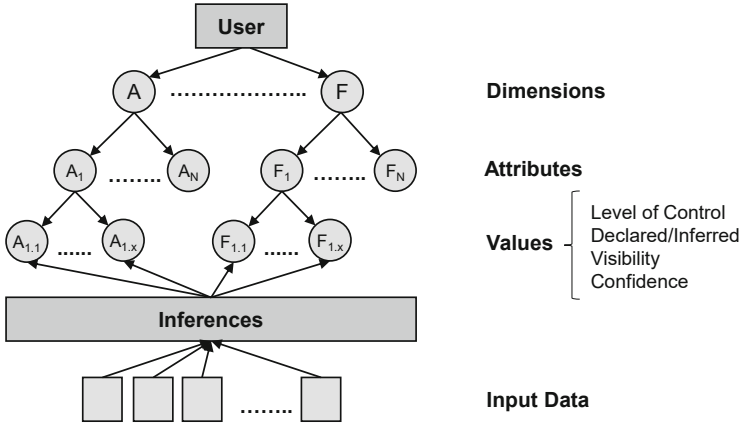 User
A ..................... F
Dimensions
A1 ........ AN F1 ........ FN
Attributes
A1.1 ...... A1.x F1.1 ...... F1.x
Values
Level of Control
Declared/Inferred
Visibility
Confidence
Inferences
........
Input Data